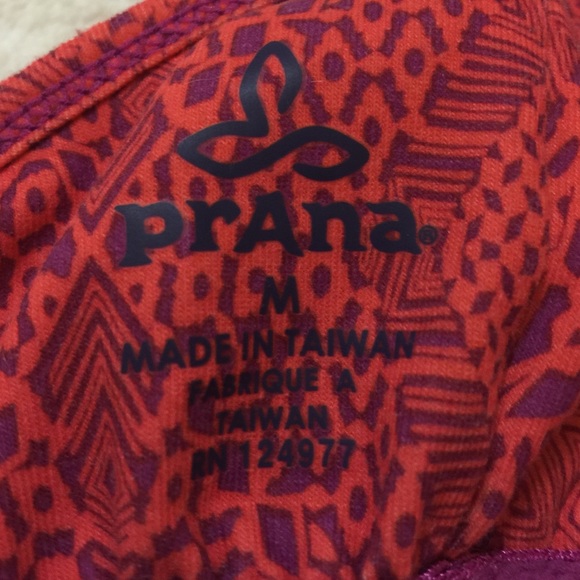 prAna®
M
MADE IN TAIWAN
FABRIQUE A
TAIWAN
RN 124977